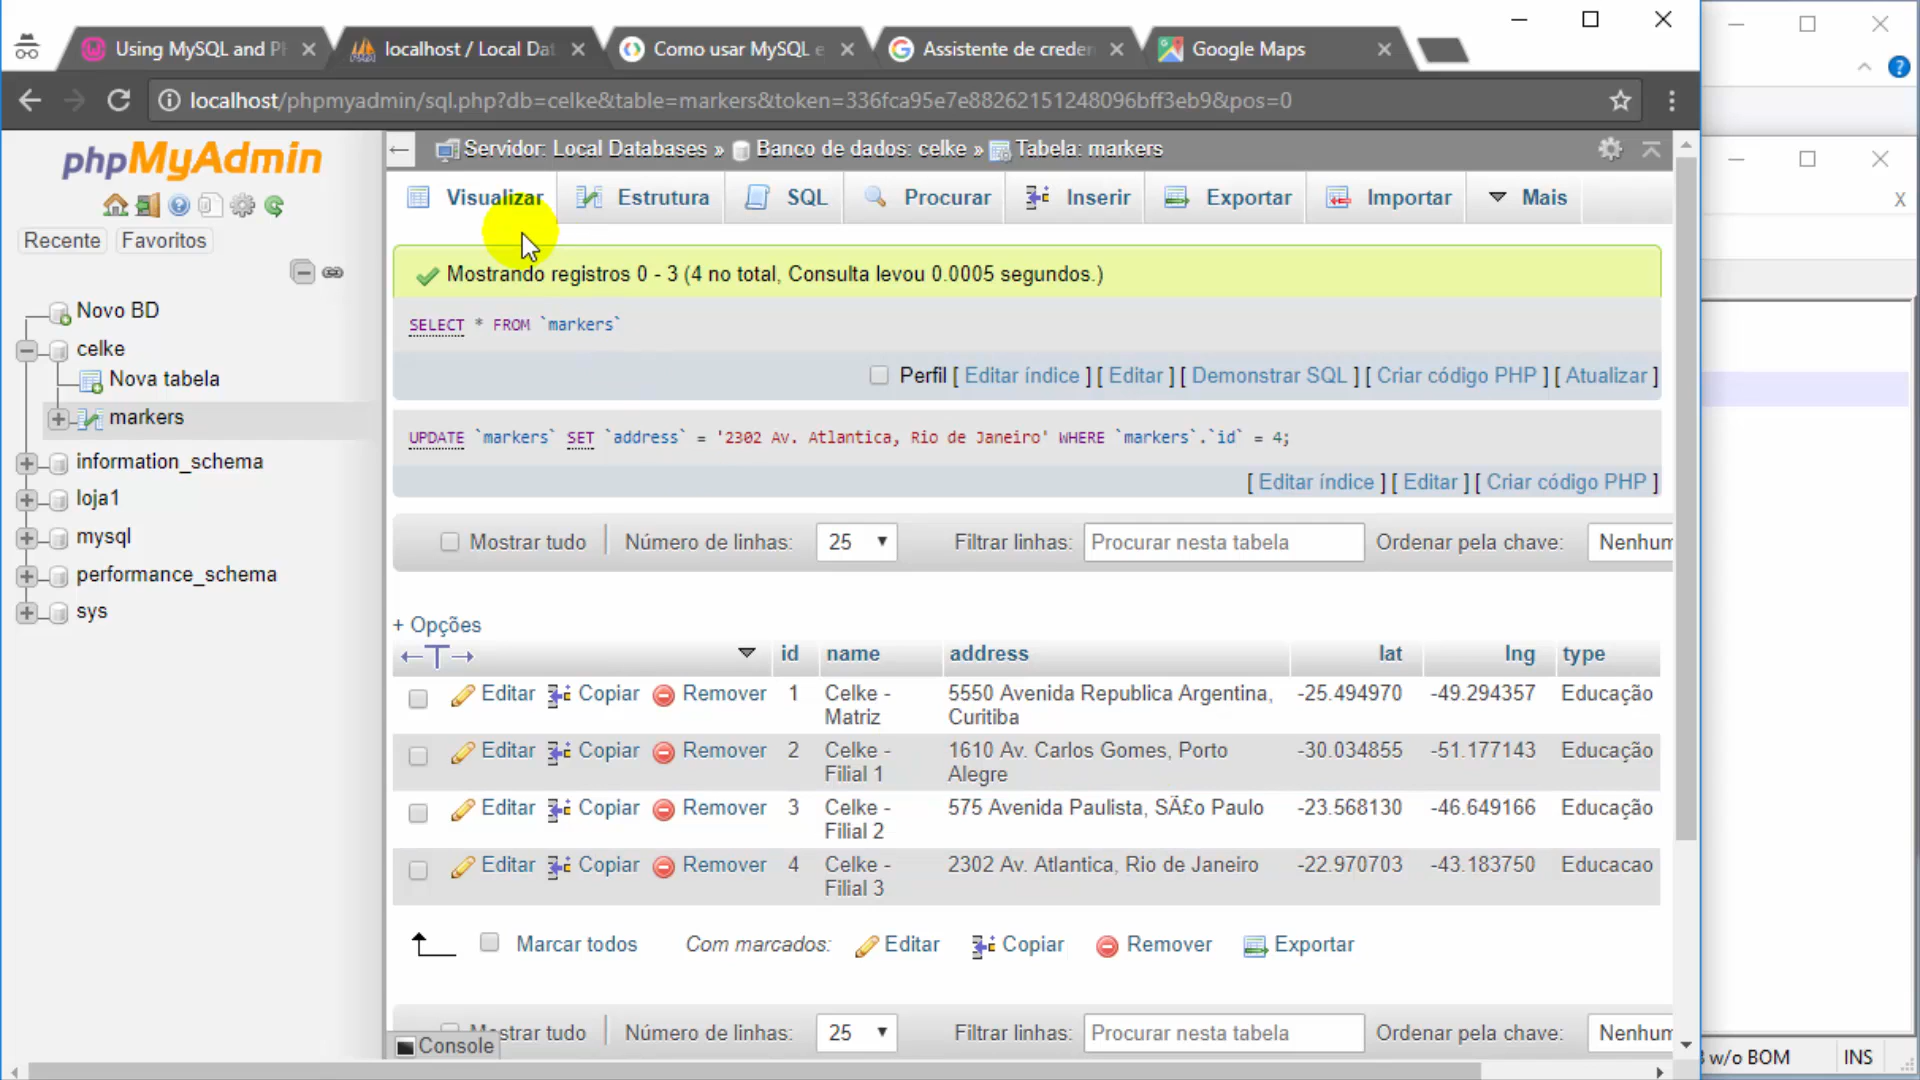 Using MySQL and PH
localhost / Local Dat
Como usar MySQL e
Assistente de creden
Google Maps
localhost/phpmyadmin/sql.php?db=celke&table=markers&token=336fca95e7e88262151248096bff3eb9&pos=0
phpMyAdmin
Recente Favoritos
Novo BD
celke
Nova tabela
markers
information_schema
loja1
mysql
performance_schema
sys
Servidor: Local Databases » Banco de dados: celke » Tabela: markers
Visualizar Estrutura SQL Procurar Inserir Exportar Importar Mais
Mostrando registros 0 - 3 (4 no total, Consulta levou 0.0005 segundos.)
SELECT * FROM `markers`
Perfil [ Editar índice ] [ Editar ] [ Demonstrar SQL ] [ Criar código PHP ] [ Atualizar ]
UPDATE `markers` SET `address` = '2302 Av. Atlantica, Rio de Janeiro' WHERE `markers`.`id` = 4;
[ Editar índice ] [ Editar ] [ Criar código PHP ]
Mostrar tudo Número de linhas: 25 Filtrar linhas: Procurar nesta tabela Ordenar pela chave: Nenhum
+ Opções
id name address lat lng type
Editar Copiar Remover 1 Celke - 5550 Avenida Republica Argentina, -25.494970 -49.294357 Educação
Matriz Curitiba
Editar Copiar Remover 2 Celke - 1610 Av. Carlos Gomes, Porto -30.034855 -51.177143 Educação
Filial 1 Alegre
Editar Copiar Remover 3 Celke - 575 Avenida Paulista, SÃ£o Paulo -23.568130 -46.649166 Educação
Filial 2
Editar Copiar Remover 4 Celke - 2302 Av. Atlantica, Rio de Janeiro -22.970703 -43.183750 Educacao
Filial 3
Marcar todos Com marcados: Editar Copiar Remover Exportar
Mostrar tudo Número de linhas: 25 Filtrar linhas: Procurar nesta tabela Ordenar pela chave: Nenhum
Console
w/o BOM INS
X